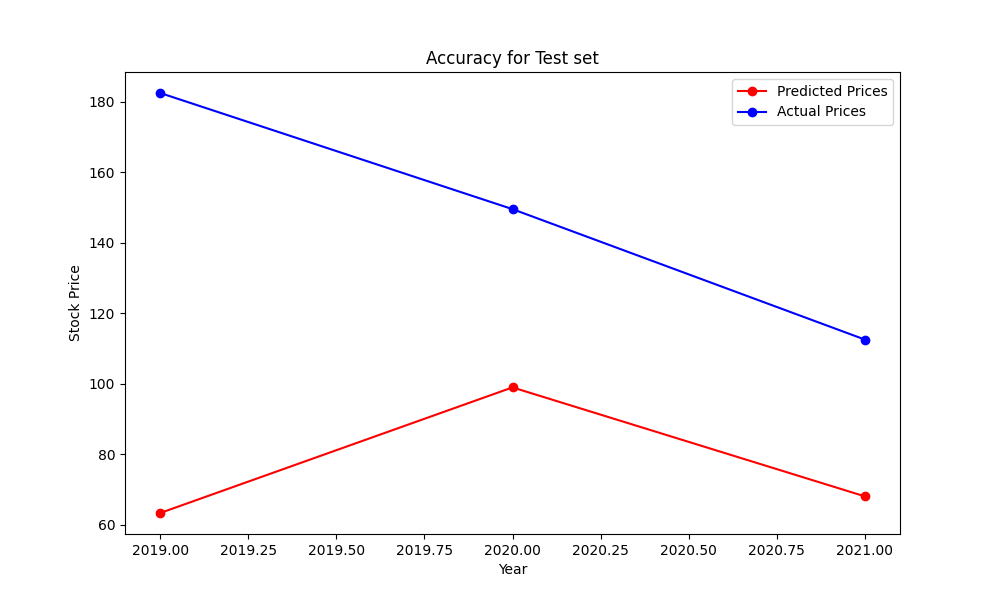 Accuracy for Test set
Predicted Prices
Actual Prices
Stock Price
180
160
140
120
100
80
60
2019.00 2019.25 2019.50 2019.75 2020.00 2020.25 2020.50 2020.75 2021.00
Year